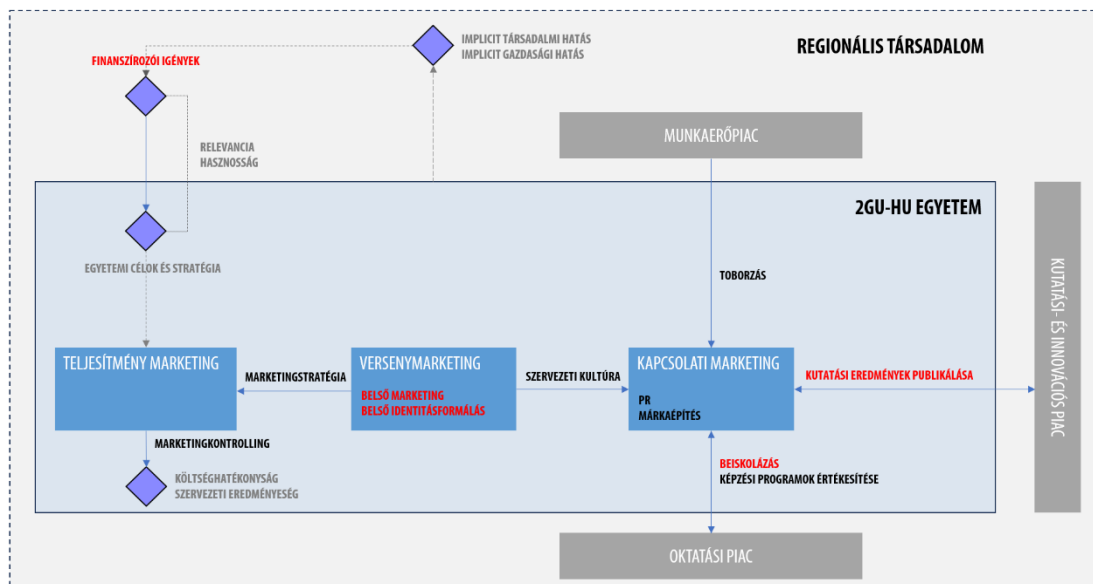 IMPLICIT TÁRSADALMI HATÁS
IMPLICIT GAZDASÁGI HATÁS
REGIONÁLIS TÁRSADALOM
FINANSZÍROZÓI IGÉNYEK
MUNKAERŐPIAC
RELEVANCIA
HASZNOSSÁG
2GU-HU EGYETEM
EGYETEMI CÉLOK ÉS STRATÉGIA
TOBORZÁS
KUTATÁSI- ÉS INNOVÁCIÓS PIAC
TELJESÍTMÉNY MARKETING
MARKETINGSTRATÉGIA
VERSENYMARKETING
BELSŐ MARKETING
BELSŐ IDENTITÁSFORMÁLÁS
SZERVEZETI KULTÚRA
KAPCSOLATI MARKETING
PR
MÁRKAÉPÍTÉS
KUTATÁSI EREDMÉNYEK PUBLIKÁLÁSA
MARKETINGKONTROLLING
KÖLTSÉGHATÉKONYSÁG
SZERVEZETI EREDMÉNYESÉG
BEISKOLÁZÁS
KÉPZÉSI PROGRAMOK ÉRTÉKESÍTÉSE
OKTATÁSI PIAC